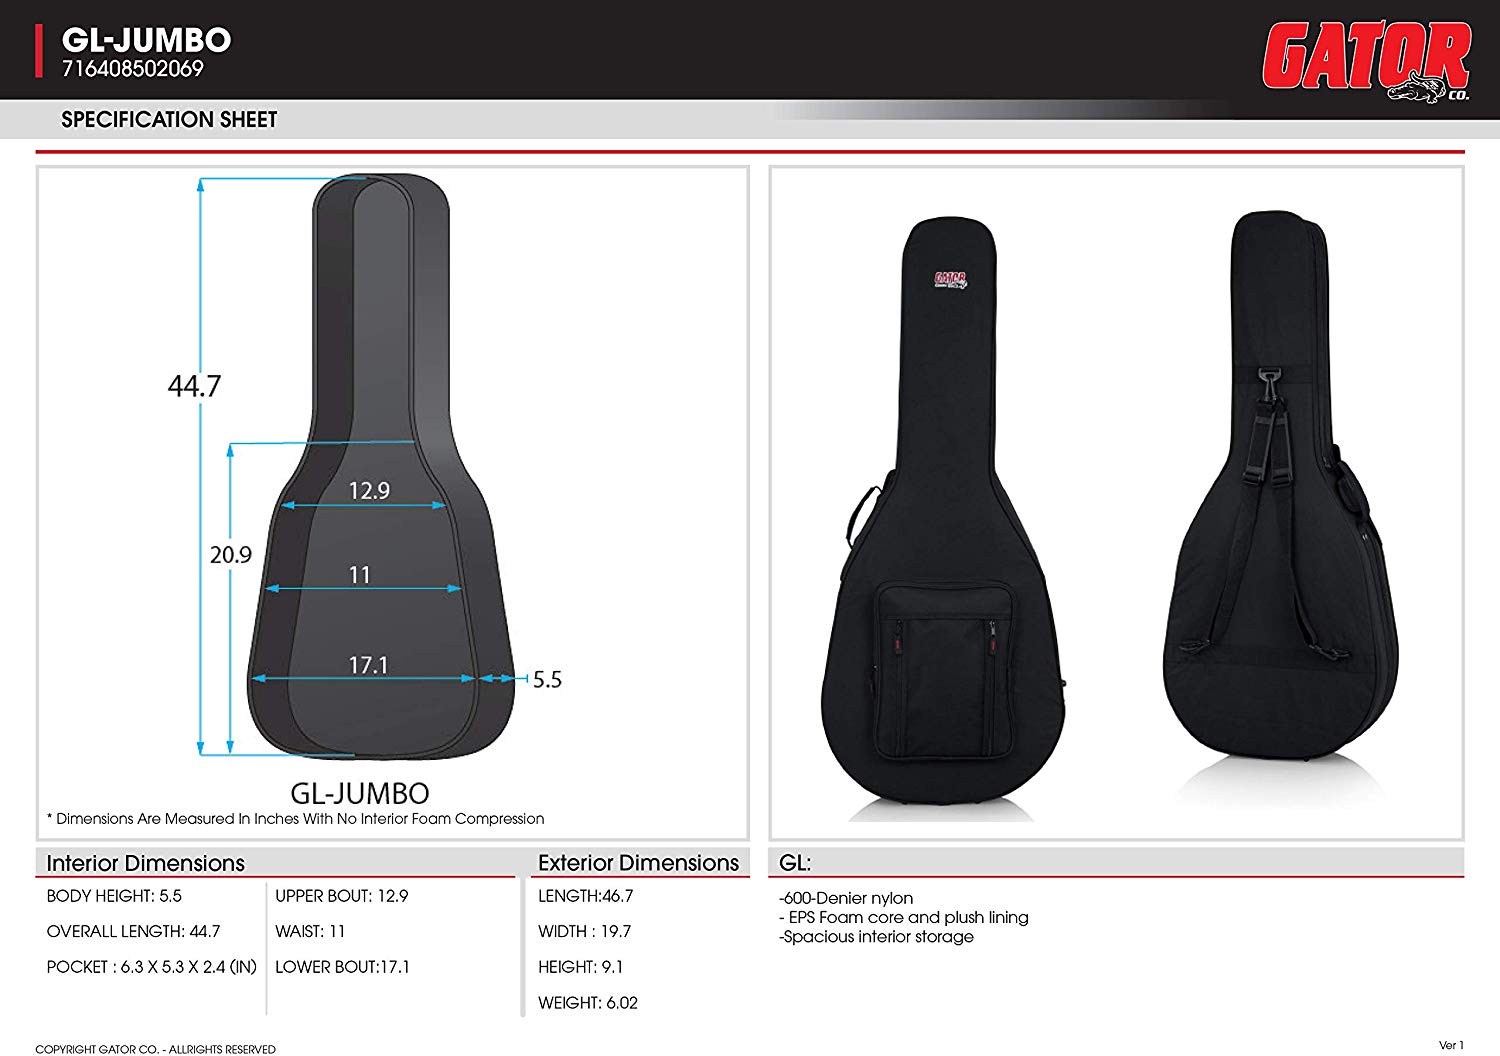 GL-JUMBO
716408502069
GATOR
CO.
SPECIFICATION SHEET
44.7
12.9
20.9
11
17.1
5.5
GL-JUMBO
* Dimensions Are Measured In Inches With No Interior Foam Compression
GATOR
Interior Dimensions
BODY HEIGHT: 5.5
OVERALL LENGTH: 44.7
POCKET : 6.3 X 5.3 X 2.4 (IN)
UPPER BOUT: 12.9
WAIST: 11
LOWER BOUT:17.1
Exterior Dimensions
LENGTH:46.7
WIDTH : 19.7
HEIGHT: 9.1
WEIGHT: 6.02
GL:
-600-Denier nylon
- EPS Foam core and plush lining
-Spacious interior storage
COPYRIGHT GATOR CO. - ALLRIGHTS RESERVED
Ver 1